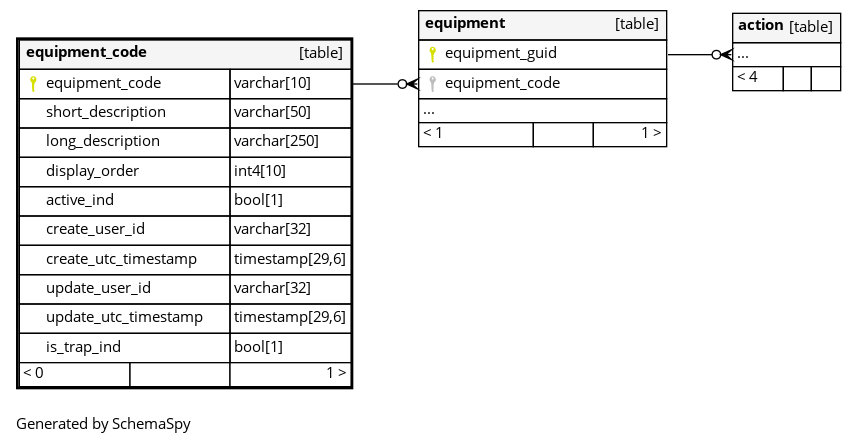 equipment_code [table]
equipment_code varchar[10]
short_description varchar[50]
long_description varchar[250]
display_order int4[10]
active_ind bool[1]
create_user_id varchar[32]
create_utc_timestamp timestamp[29,6]
update_user_id varchar[32]
update_utc_timestamp timestamp[29,6]
is_trap_ind bool[1]
< 0 1 >
equipment [table]
equipment_guid
equipment_code
...
< 1 1 >
action [table]
...
< 4
Generated by SchemaSpy